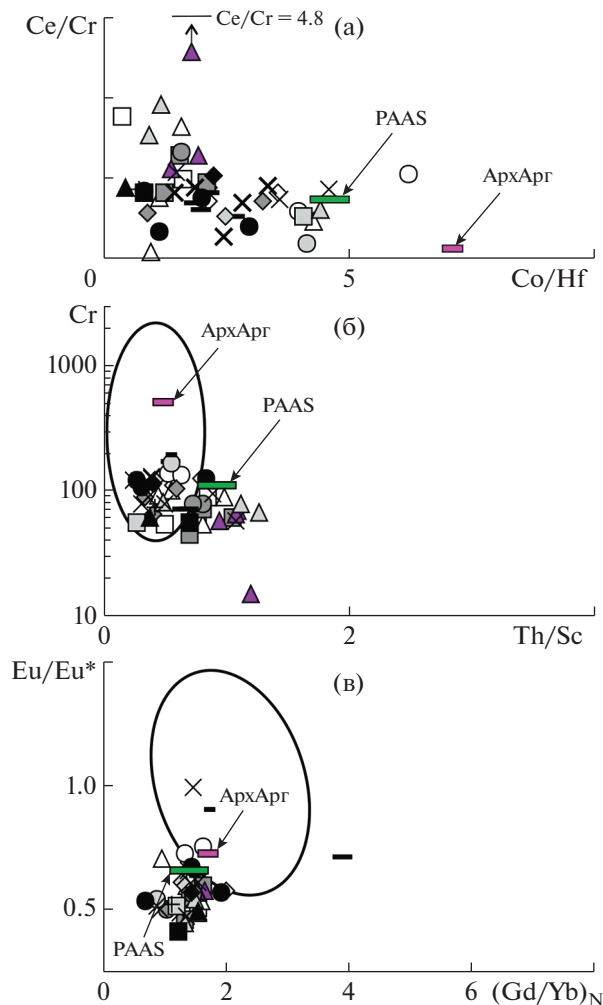 Ce/Cr
Ce/Cr = 4.8
(а)
PAAS
АрхАрг
0
5
Co/Hf
Cr
(б)
АрхАрг
1000
PAAS
100
10
0
2
Th/Sc
Eu/Eu*
(в)
1.0
АрхАрг
0.5
PAAS
0
2
4
6
(Gd/Yb)N